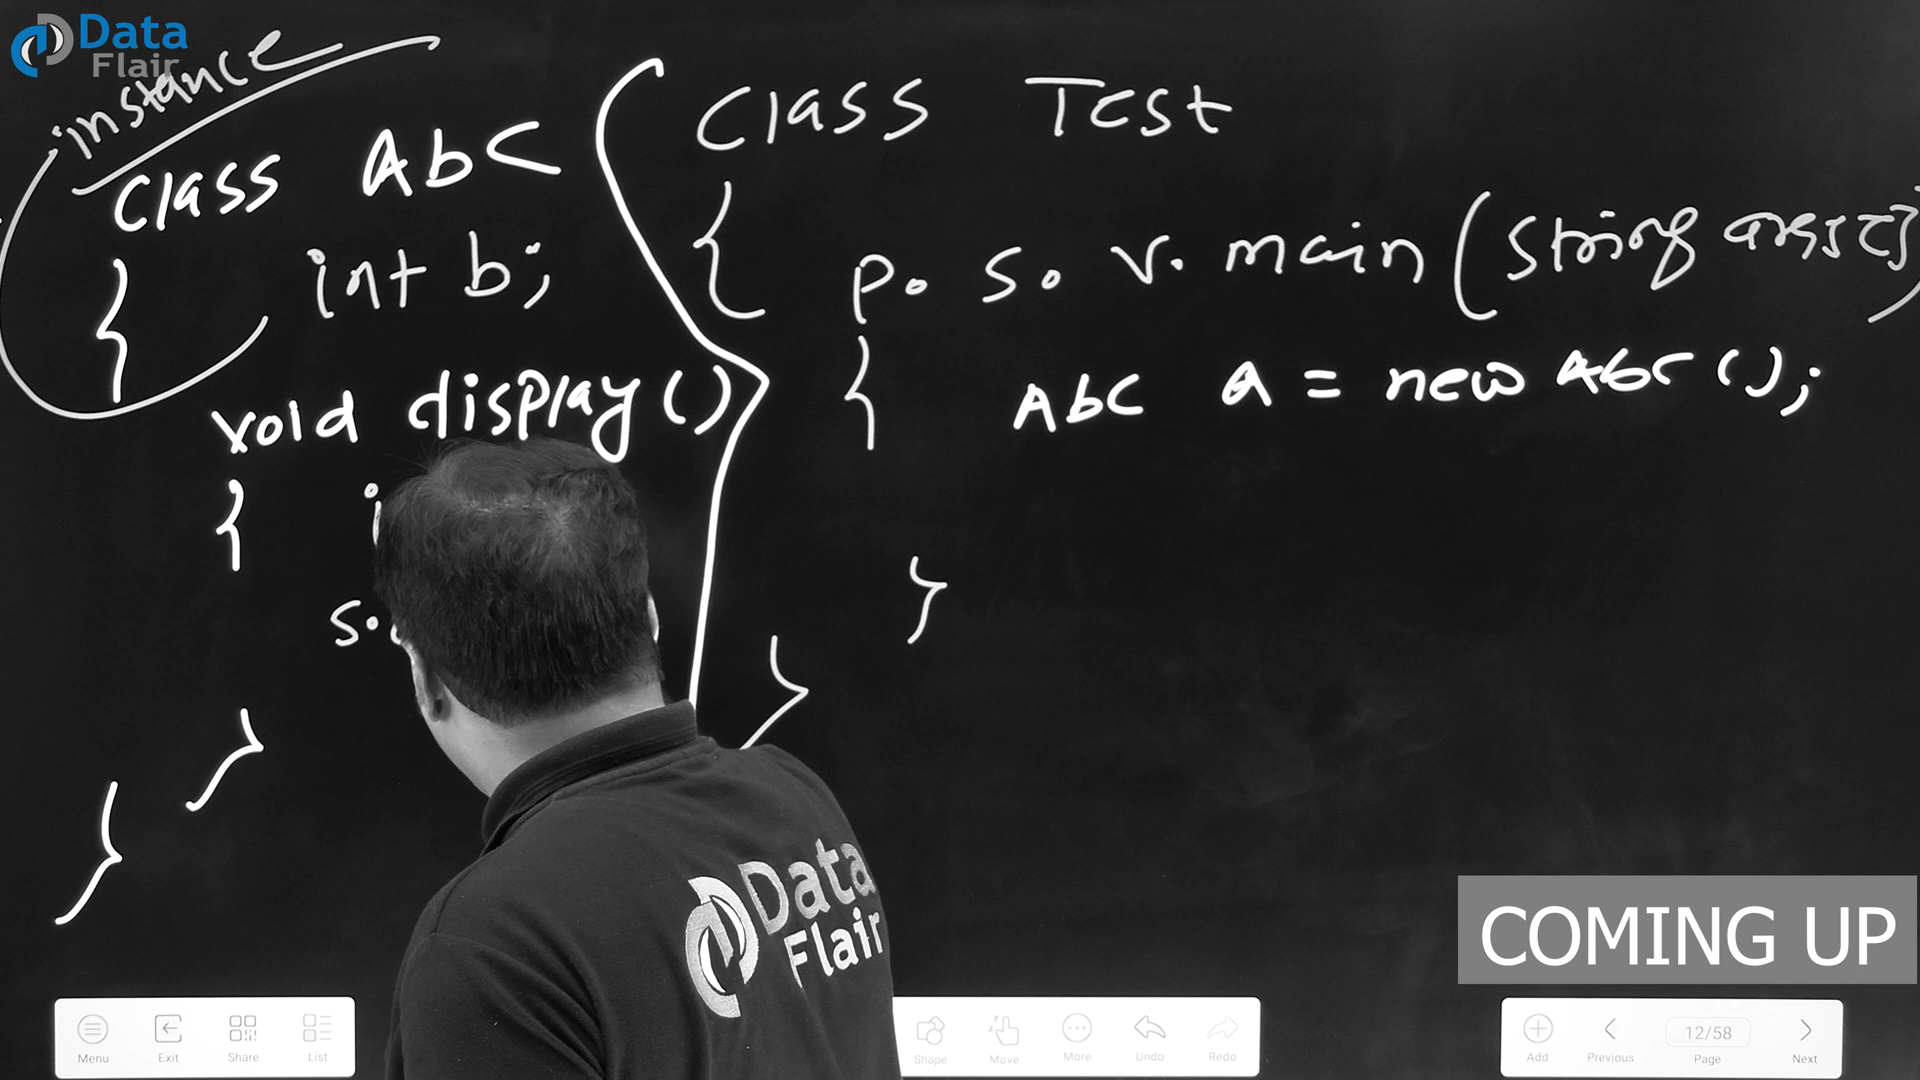 Data
Flair
instance
class Abc
{
int b;
void display()
{
}
}
class Test
{
p. s. v. main(String args[])
{
Abc a = new Abc();
}
}
Data
Flair
COMING UP
Menu Exit Share List
Shape Move More Undo Redo
Add Previous 12/58 Page Next